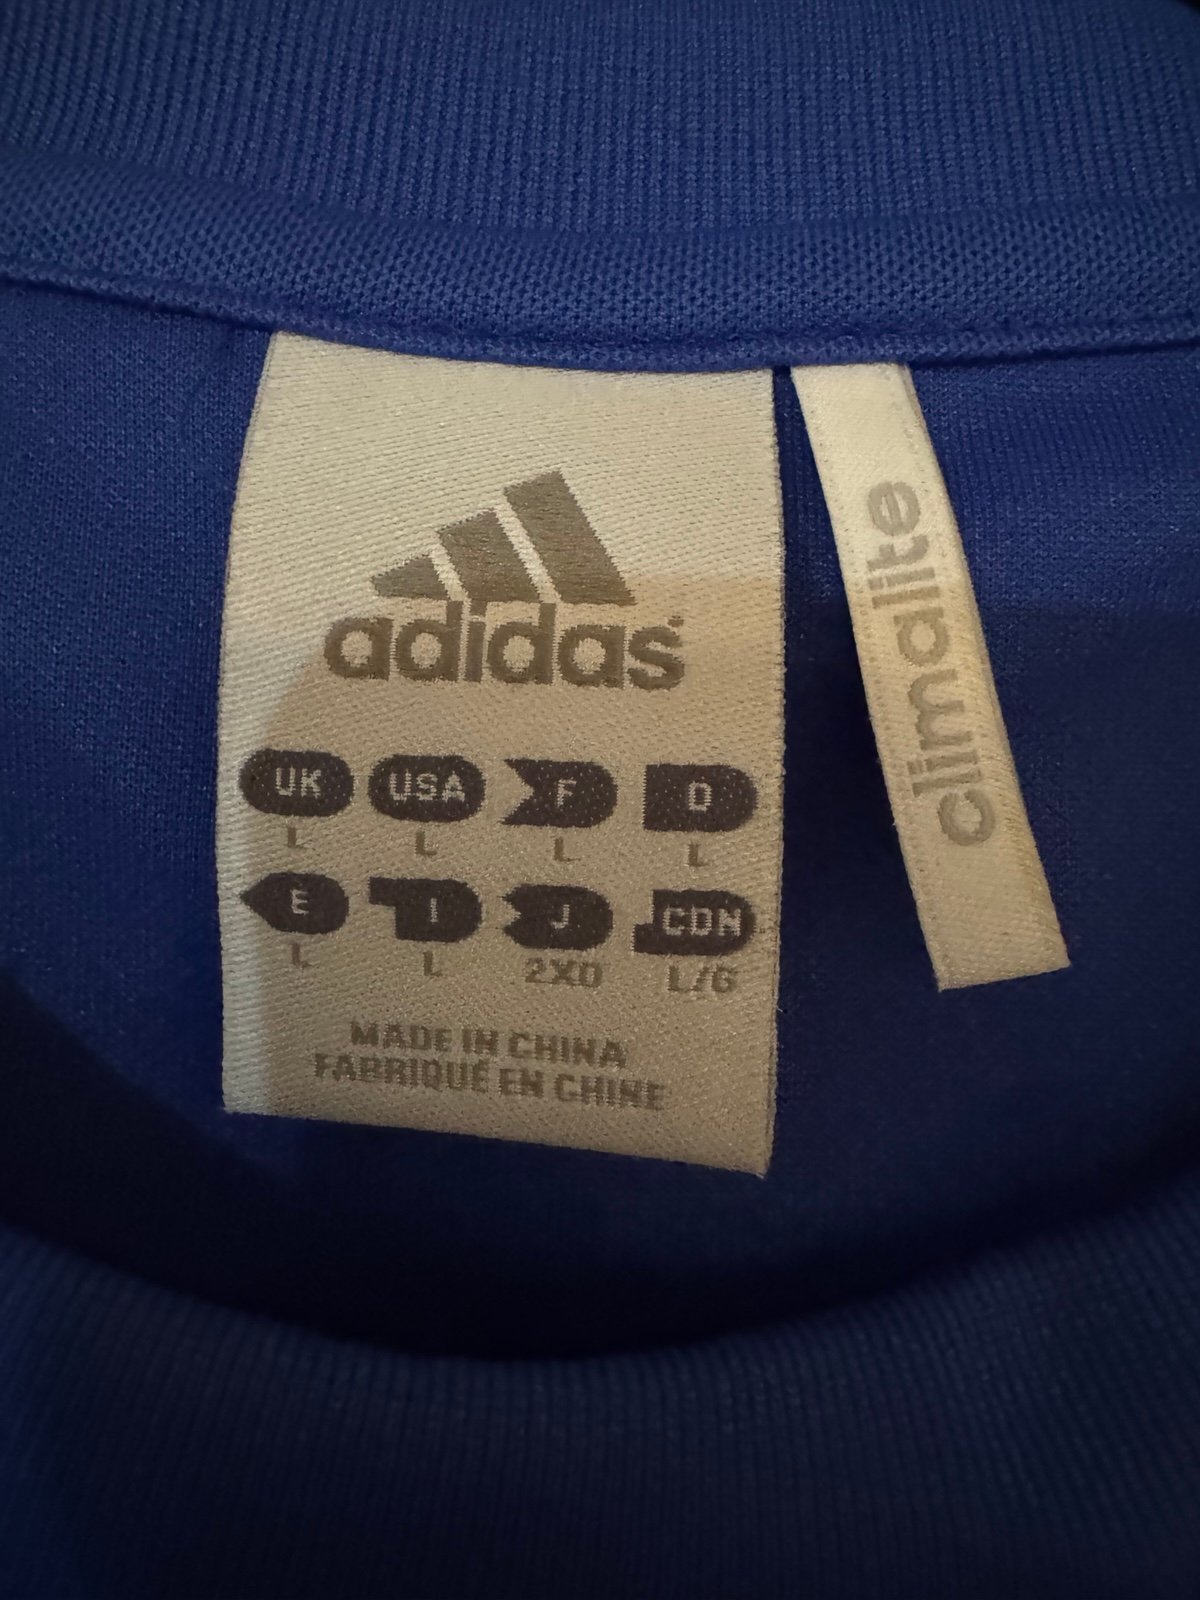 adidas
UK USA F D
L L L L
E I J CDN
L L 2XO L/G
MADE IN CHINA
FABRIQUÉ EN CHINE
climalite